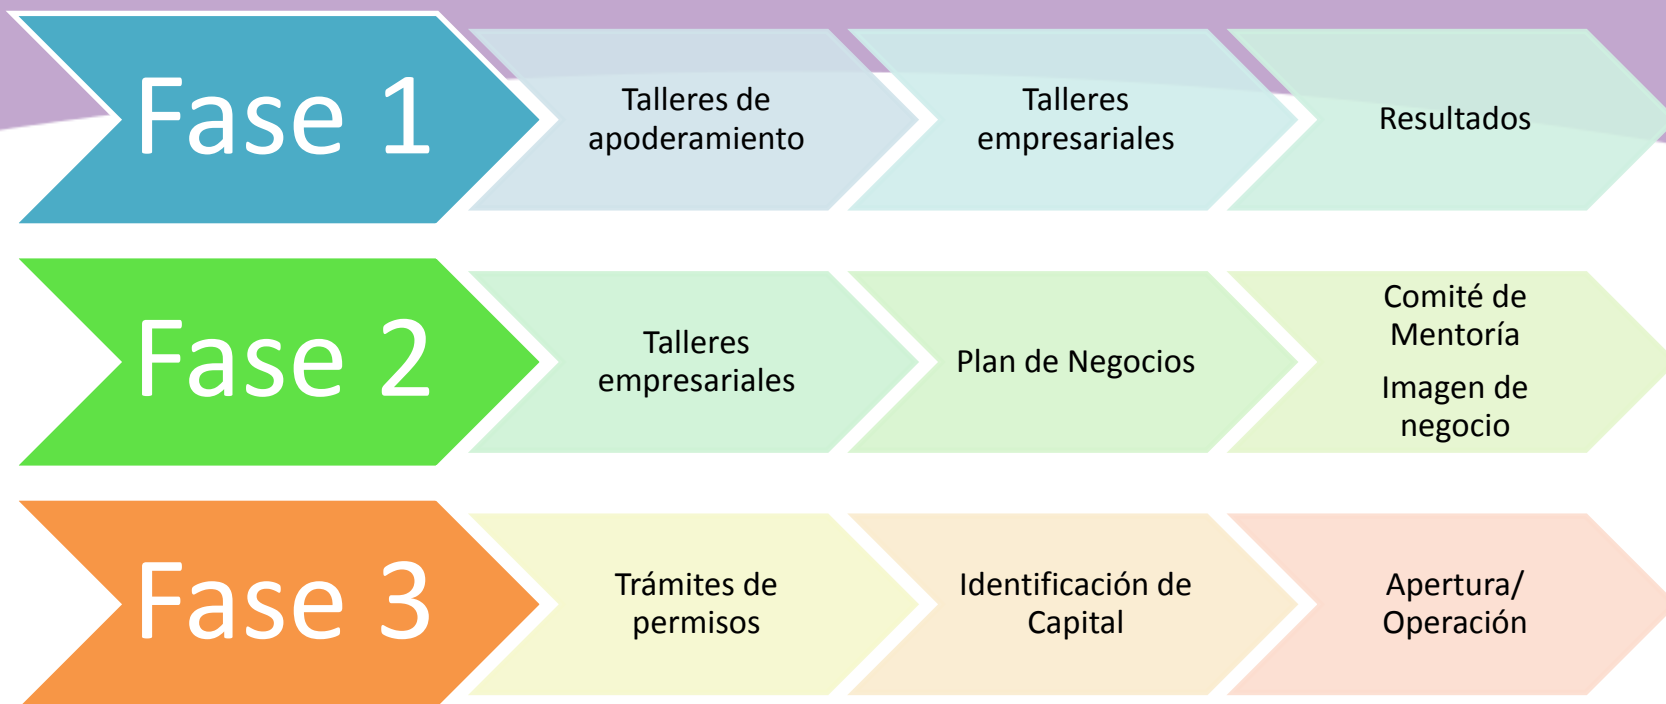 Fase 1
Talleres de
apoderamiento
Talleres
empresariales
Resultados
Fase 2
Talleres
empresariales
Plan de Negocios
Comité de
Mentoría
Imagen de
negocio
Fase 3
Trámites de
permisos
Identificación de
Capital
Apertura/
Operación